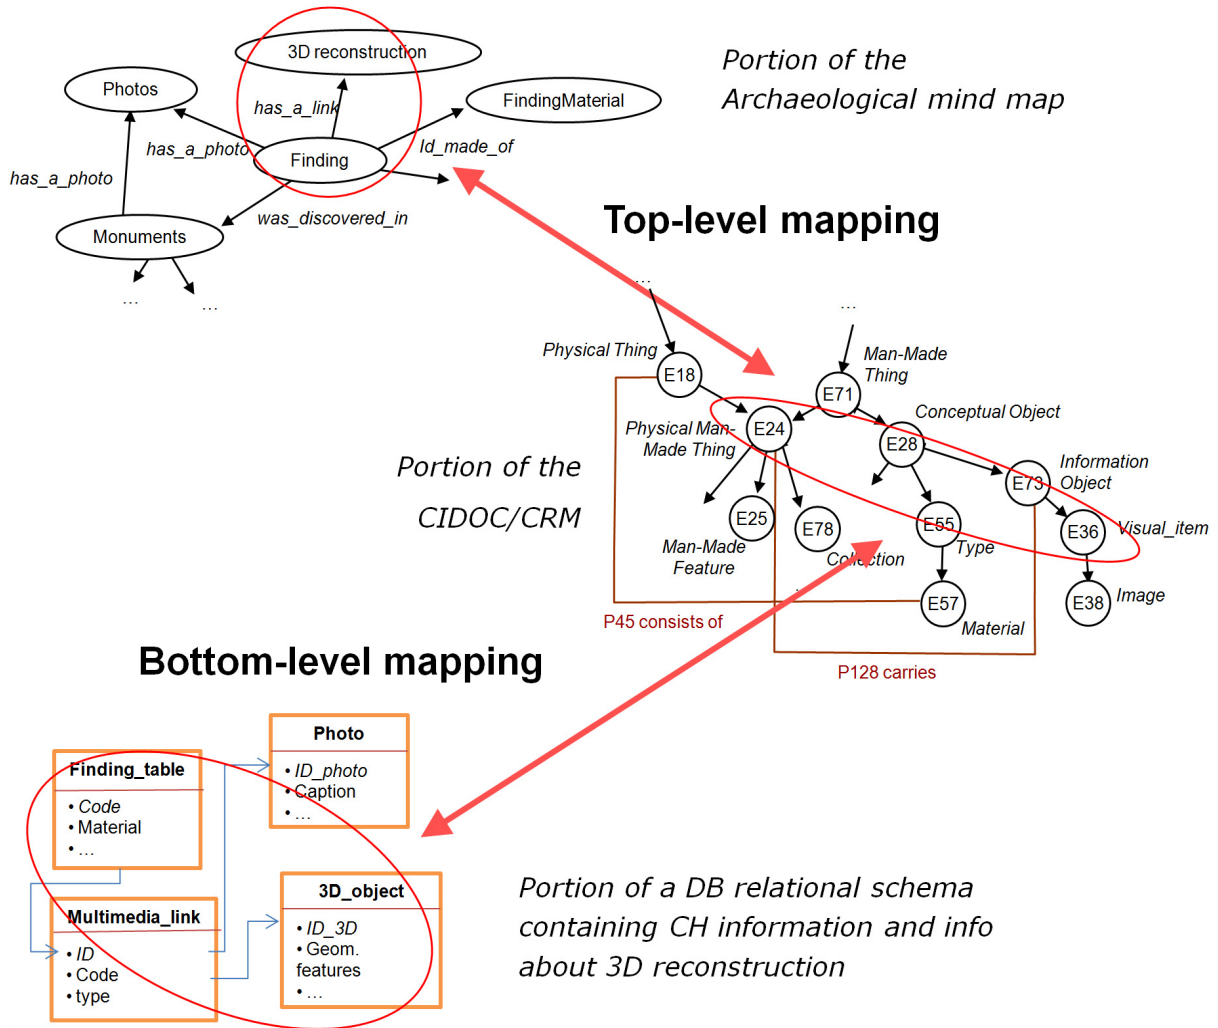 3D reconstruction
Portion of the
Archaeological mind map
Photos
FindingMaterial
has_a_link
has_a_photo
Finding
Id_made_of
has_a_photo
was_discovered_in
Monuments
…
…
Top-level mapping
…
…
Physical Thing
E18
Man-Made
Thing
E71
Conceptual Object
Physical Man-
Made Thing
E24
E28
Information
Object
E73
Portion of the
CIDOC/CRM
E25
E78
E55
E36
Visual_item
Man-Made
Feature
Collection
Type
E57
E38
Image
Material
P45 consists of
P128 carries
Bottom-level mapping
Photo
• ID_photo
• Caption
• …
Finding_table
• Code
• Material
• …
Multimedia_link
• ID
• Code
• type
3D_object
• ID_3D
• Geom.
features
• …
Portion of a DB relational schema
containing CH information and info
about 3D reconstruction